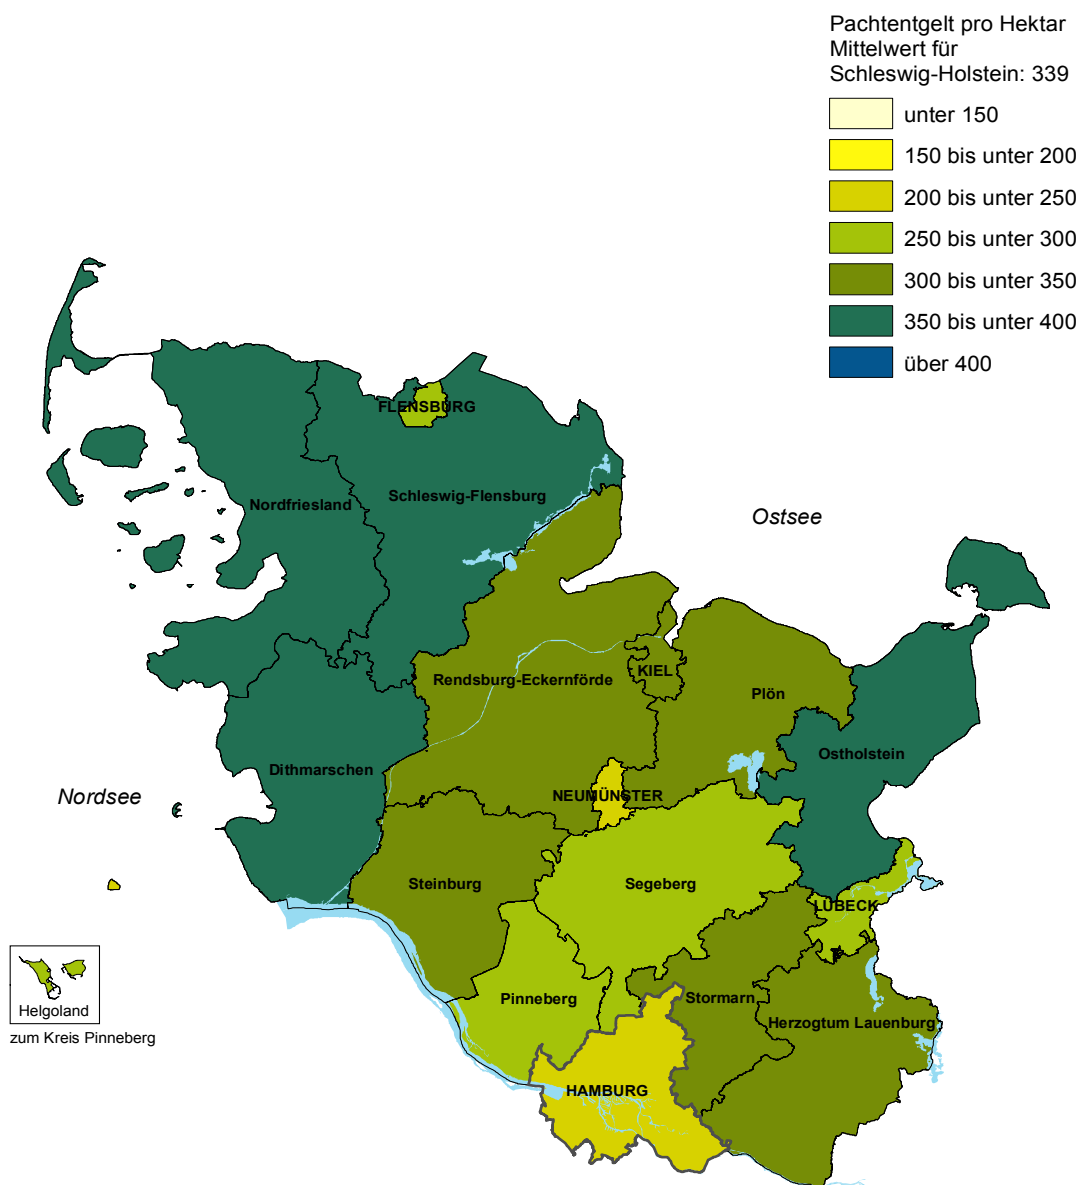 Pachtentgelt pro Hektar
Mittelwert für
Schleswig-Holstein: 339
unter 150
150 bis unter 200
200 bis unter 250
250 bis unter 300
300 bis unter 350
350 bis unter 400
über 400
FLENSBURG
Schleswig-Flensburg
Nordfriesland
Ostsee
KIEL
Rendsburg-Eckernförde
Plön
Ostholstein
Dithmarschen
NEUMÜNSTER
Nordsee
Steinburg
Segeberg
LÜBECK
Pinneberg
Stormarn
Helgoland
Herzogtum Lauenburg
zum Kreis Pinneberg
HAMBURG